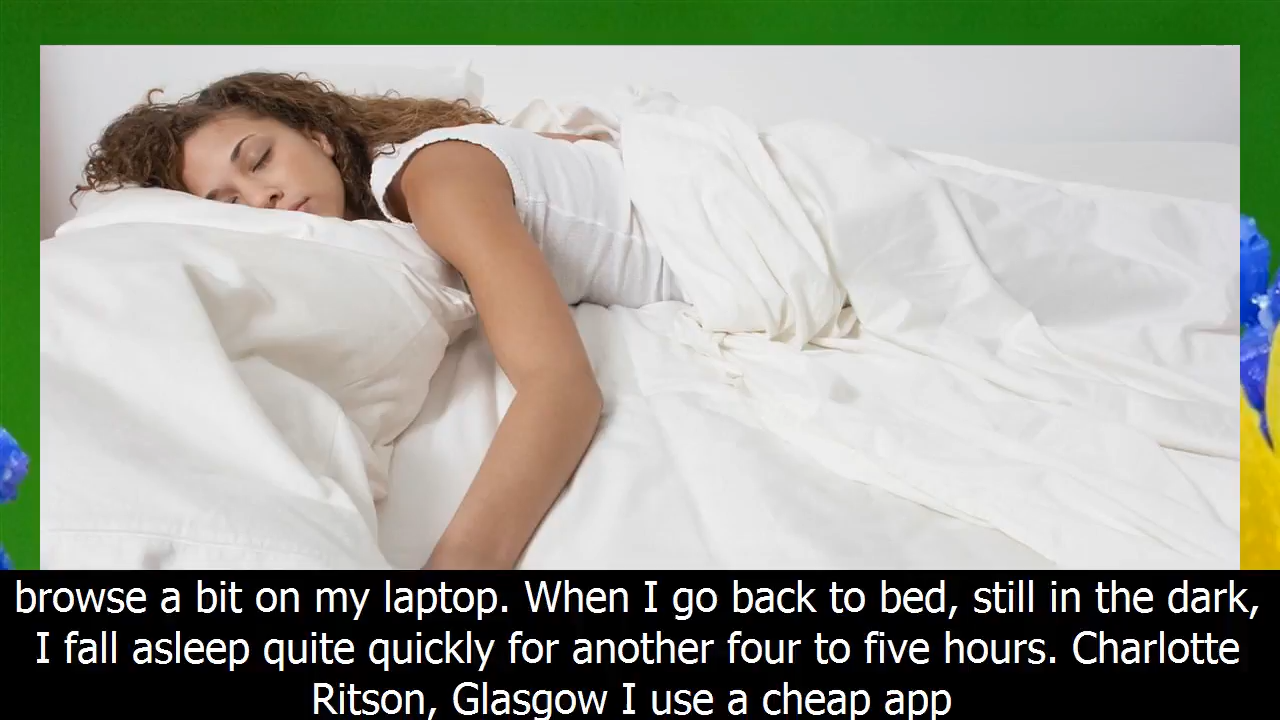 browse a bit on my laptop. When I go back to bed, still in the dark,
I fall asleep quite quickly for another four to five hours. Charlotte
Ritson, Glasgow I use a cheap app